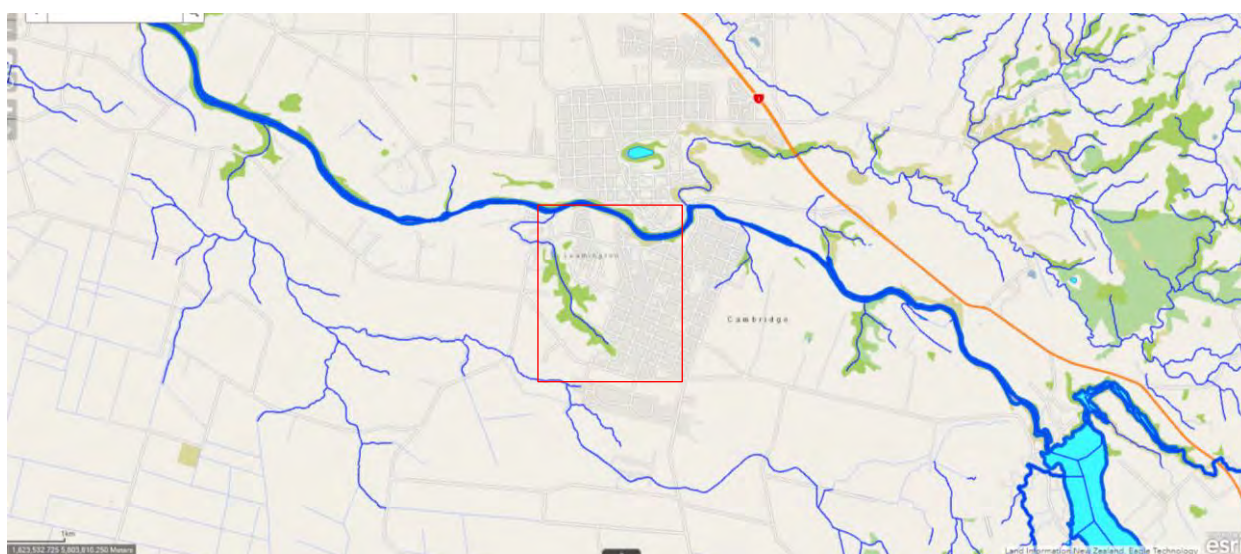 1
Leamington
Cambridge
1km
1,823,532.725 5,803,816.250 Meters
Land Information New Zealand, Eagle Technology
esri